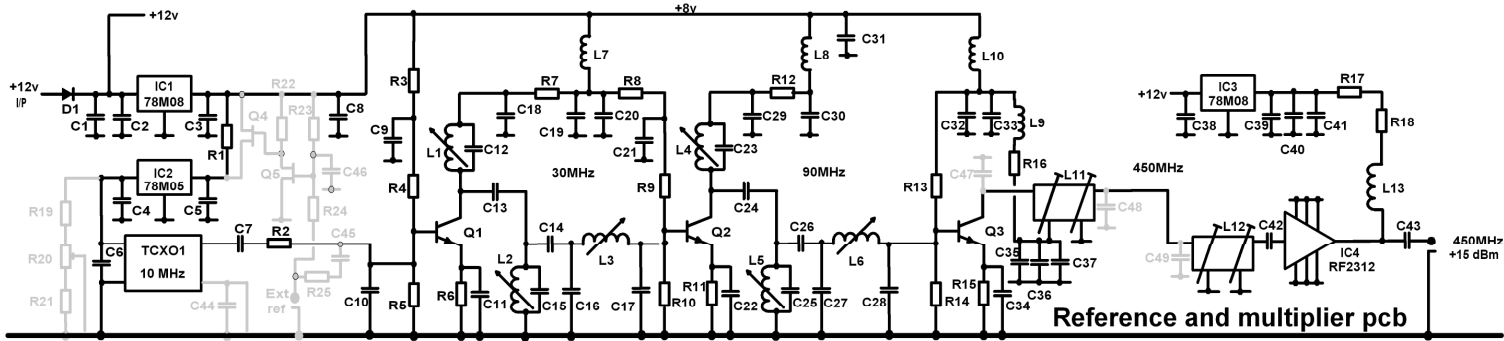 +12v
+8v
+12v
I/P
D1
C1
C2
IC1
78M08
C3
R1
R22
Q4
R23
C8
Q5
C46
IC2
78M05
C4
C5
R24
R19
R20
R21
C6
TCXO1
10 MHz
C7
R2
C45
C44
Ext
ref
R25
C10
R3
C9
R4
R5
L1
C12
C18
R7
L7
C19
C20
R8
C21
30MHz
R9
C13
Q1
R6
C11
L2
C15
C14
C16
L3
C17
R10
L4
C23
C29
R12
L8
C30
C31
90MHz
C24
Q2
R11
C22
L5
C25
C26
C27
L6
C28
L10
C32
C33
L9
R16
R13
C47
Q3
R15
R14
C34
C35
C36
C37
L11
450MHz
C48
C49
L12
C42
+12v
C38
IC3
78M08
C39
C40
C41
R17
R18
L13
IC4
RF2312
C43
450MHz
+15 dBm
Reference and multiplier pcb